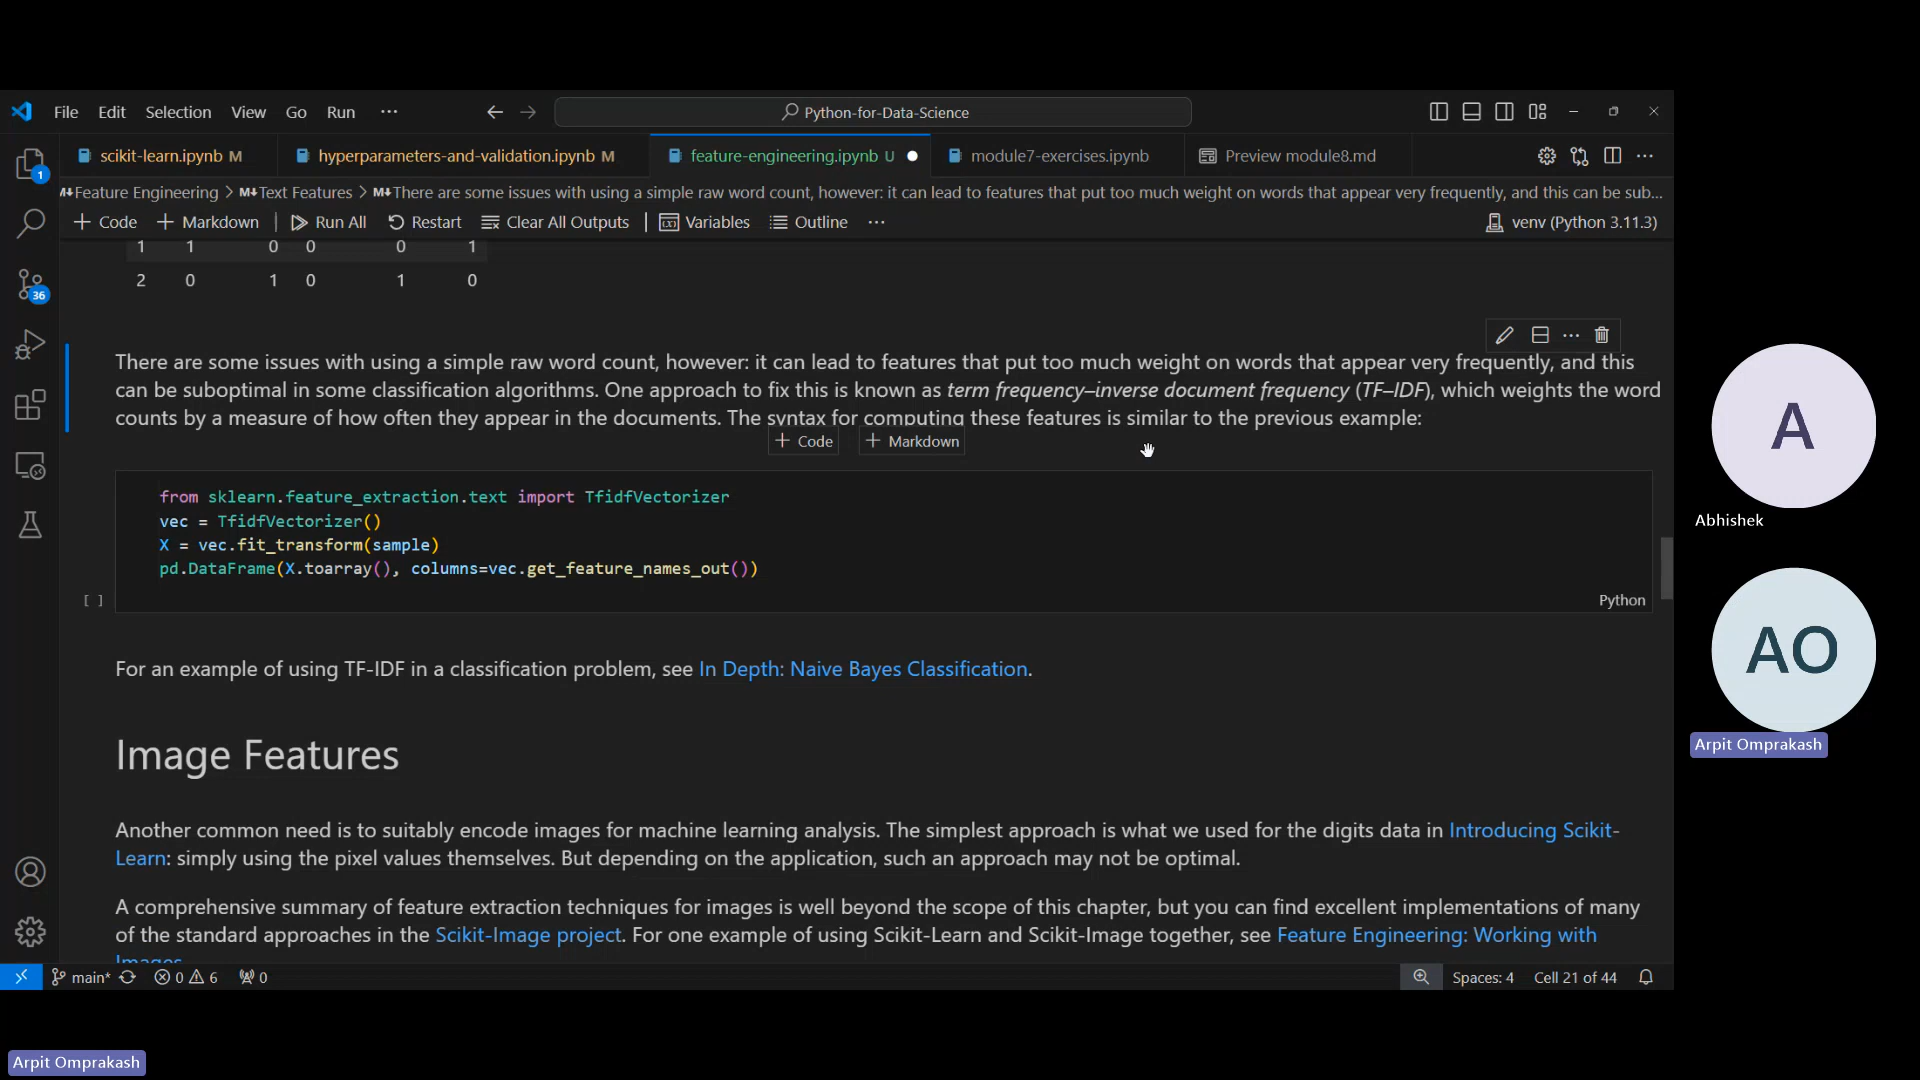 File Edit Selection View Go Run ··· Python-for-Data-Science
scikit-learn.ipynb M hyperparameters-and-validation.ipynb M feature-engineering.ipynb U module7-exercises.ipynb Preview module8.md
Feature Engineering > Text Features > There are some issues with using a simple raw word count, however: it can lead to features that put too much weight on words that appear very frequently, and this can be sub...
+ Code + Markdown Run All Restart Clear All Outputs Variables Outline ··· venv (Python 3.11.3)
1 1 0 0 0 1
2 0 1 0 1 0
There are some issues with using a simple raw word count, however: it can lead to features that put too much weight on words that appear very frequently, and this
can be suboptimal in some classification algorithms. One approach to fix this is known as term frequency–inverse document frequency (TF–IDF), which weights the word
counts by a measure of how often they appear in the documents. The syntax for computing these features is similar to the previous example:
+ Code + Markdown
from sklearn.feature_extraction.text import TfidfVectorizer
vec = TfidfVectorizer()
X = vec.fit_transform(sample)
pd.DataFrame(X.toarray(), columns=vec.get_feature_names_out())
[ ] Python
For an example of using TF-IDF in a classification problem, see In Depth: Naive Bayes Classification.
Image Features
Another common need is to suitably encode images for machine learning analysis. The simplest approach is what we used for the digits data in Introducing Scikit-
Learn: simply using the pixel values themselves. But depending on the application, such an approach may not be optimal.
A comprehensive summary of feature extraction techniques for images is well beyond the scope of this chapter, but you can find excellent implementations of many
of the standard approaches in the Scikit-Image project. For one example of using Scikit-Learn and Scikit-Image together, see Feature Engineering: Working with
Images.
1
36
main* 0 6 0 Spaces: 4 Cell 21 of 44
A
Abhishek
AO
Arpit Omprakash
Arpit Omprakash